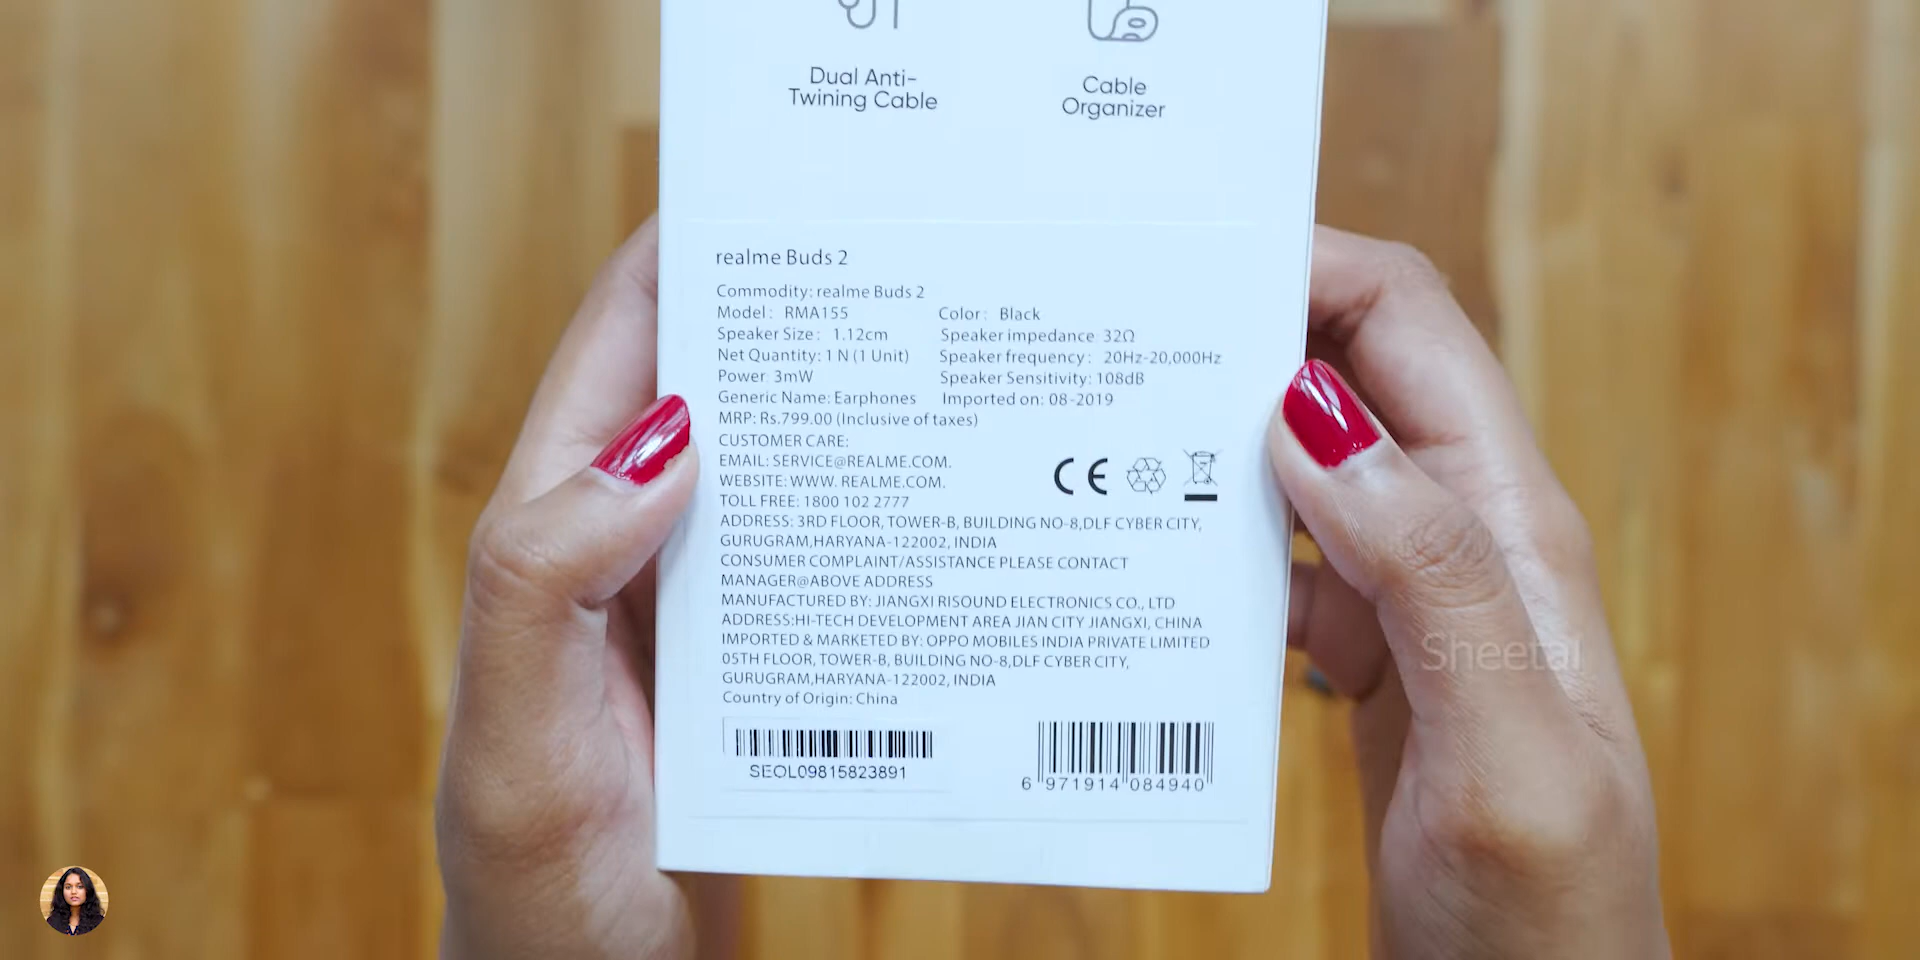 Dual Anti-
Twining Cable
Cable
Organizer
realme Buds 2
Commodity: realme Buds 2
Model: RMA155 Color: Black
Speaker Size: 1.12cm Speaker impedance: 32Ω
Net Quantity: 1 N (1 Unit) Speaker frequency: 20Hz-20,000Hz
Power: 3mW Speaker Sensitivity: 108dB
Generic Name: Earphones Imported on: 08-2019
MRP: Rs.799.00 (Inclusive of taxes)
CUSTOMER CARE:
EMAIL: SERVICE@REALME.COM.
WEBSITE: WWW. REALME.COM.
TOLL FREE: 1800 102 2777
ADDRESS: 3RD FLOOR, TOWER-B, BUILDING NO-8,DLF CYBER CITY,
GURUGRAM,HARYANA-122002, INDIA
CONSUMER COMPLAINT/ASSISTANCE PLEASE CONTACT
MANAGER@ABOVE ADDRESS
MANUFACTURED BY: JIANGXI RISOUND ELECTRONICS CO., LTD
ADDRESS:HI-TECH DEVELOPMENT AREA JIAN CITY JIANGXI, CHINA
IMPORTED & MARKETED BY: OPPO MOBILES INDIA PRIVATE LIMITED
05TH FLOOR, TOWER-B, BUILDING NO-8,DLF CYBER CITY,
GURUGRAM,HARYANA-122002, INDIA
Country of Origin: China
CE
SEOL09815823891
6 971914 084940
Sheetal